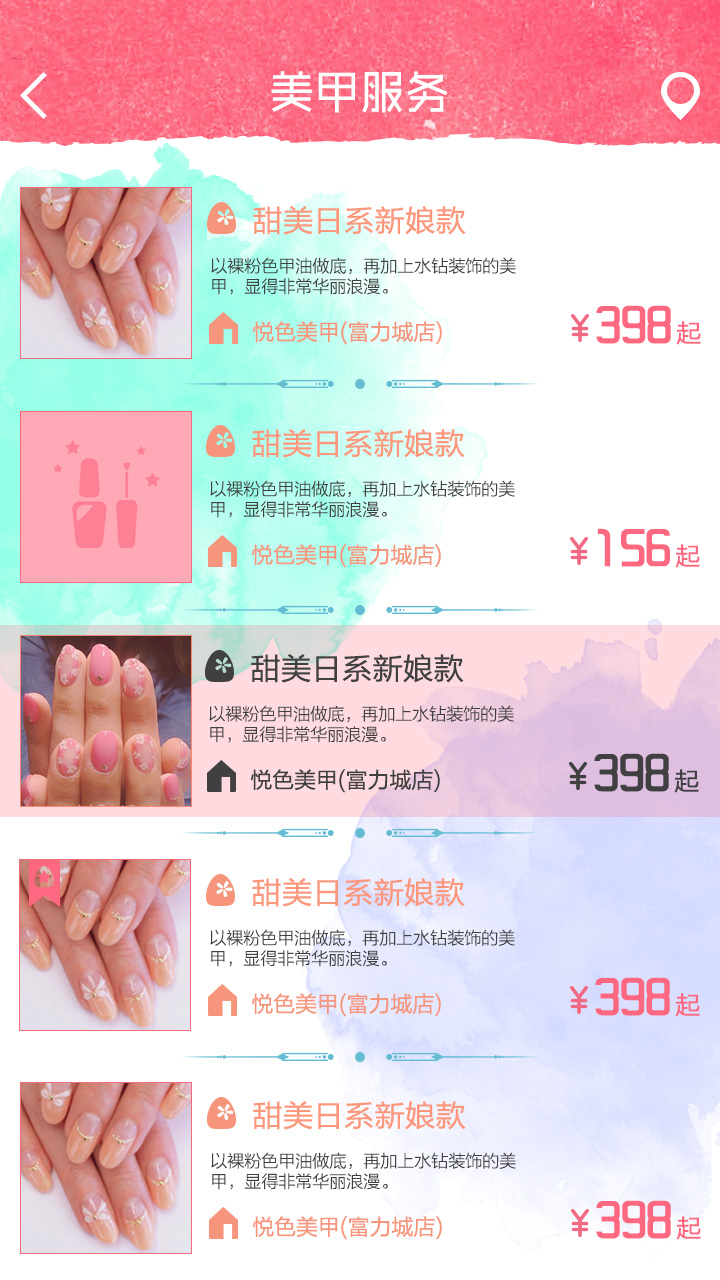 美甲服务
甜美日系新娘款
以裸粉色甲油做底，再加上水钻装饰的美
甲，显得非常华丽浪漫。
悦色美甲(富力城店)
¥398起
甜美日系新娘款
以裸粉色甲油做底，再加上水钻装饰的美
甲，显得非常华丽浪漫。
悦色美甲(富力城店)
¥156起
甜美日系新娘款
以裸粉色甲油做底，再加上水钻装饰的美
甲，显得非常华丽浪漫。
悦色美甲(富力城店)
¥398起
甜美日系新娘款
以裸粉色甲油做底，再加上水钻装饰的美
甲，显得非常华丽浪漫。
悦色美甲(富力城店)
¥398起
甜美日系新娘款
以裸粉色甲油做底，再加上水钻装饰的美
甲，显得非常华丽浪漫。
悦色美甲(富力城店)
¥398起